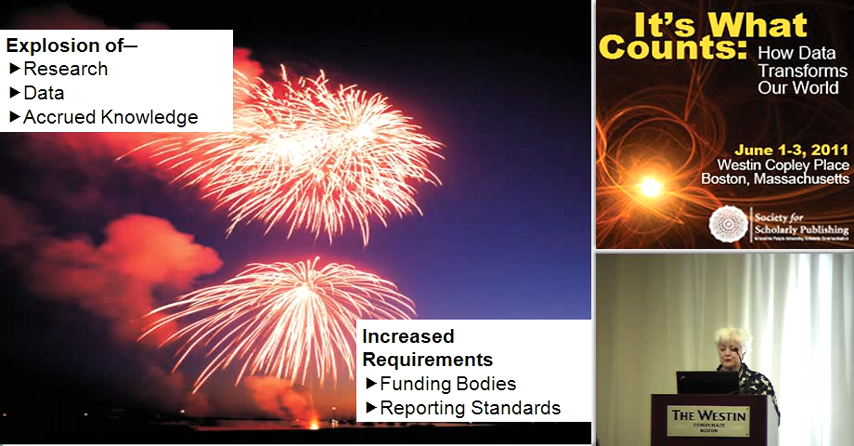 Explosion of—
Research
Data
Accrued Knowledge
Increased
Requirements
Funding Bodies
Reporting Standards
It's What
Counts: How Data
Transforms
Our World
June 1-3, 2011
Westin Copley Place
Boston, Massachusetts
Society for
Scholarly Publishing
THE WESTIN
COPLEY PLACE
BOSTON